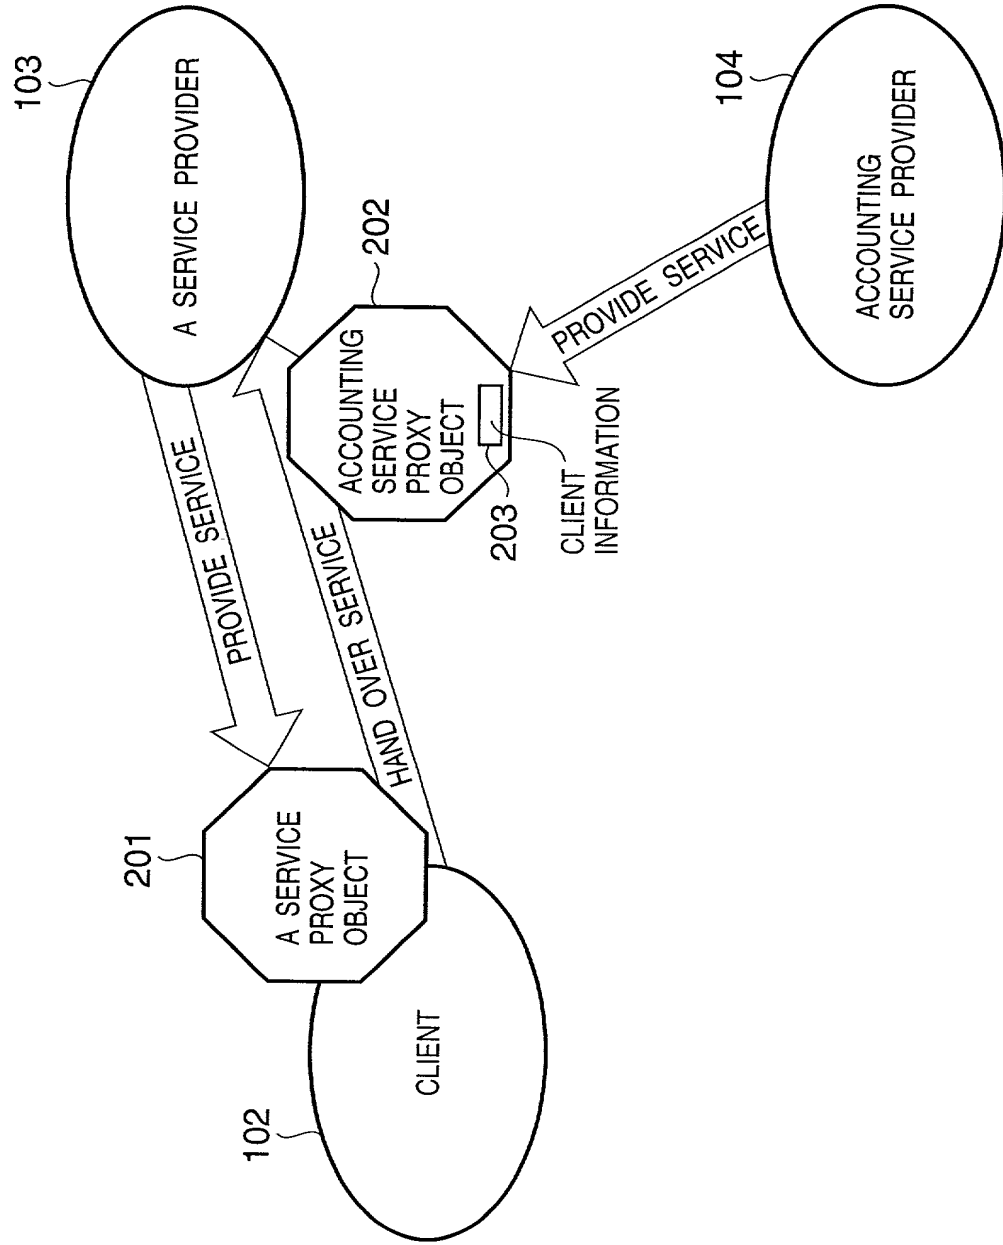 103
A SERVICE PROVIDER
PROVIDE SERVICE
201
A SERVICE
PROXY
OBJECT
HAND OVER SERVICE
202
ACCOUNTING
SERVICE
PROXY
OBJECT
203
CLIENT
INFORMATION
PROVIDE SERVICE
102
CLIENT
104
ACCOUNTING
SERVICE PROVIDER